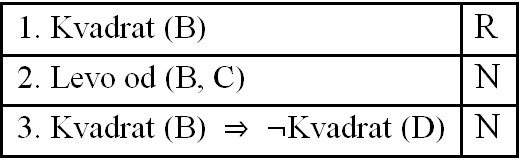 1. Kvadrat (B) R
2. Levo od (B, C) N
3. Kvadrat (B) ⇒ ¬Kvadrat (D) N